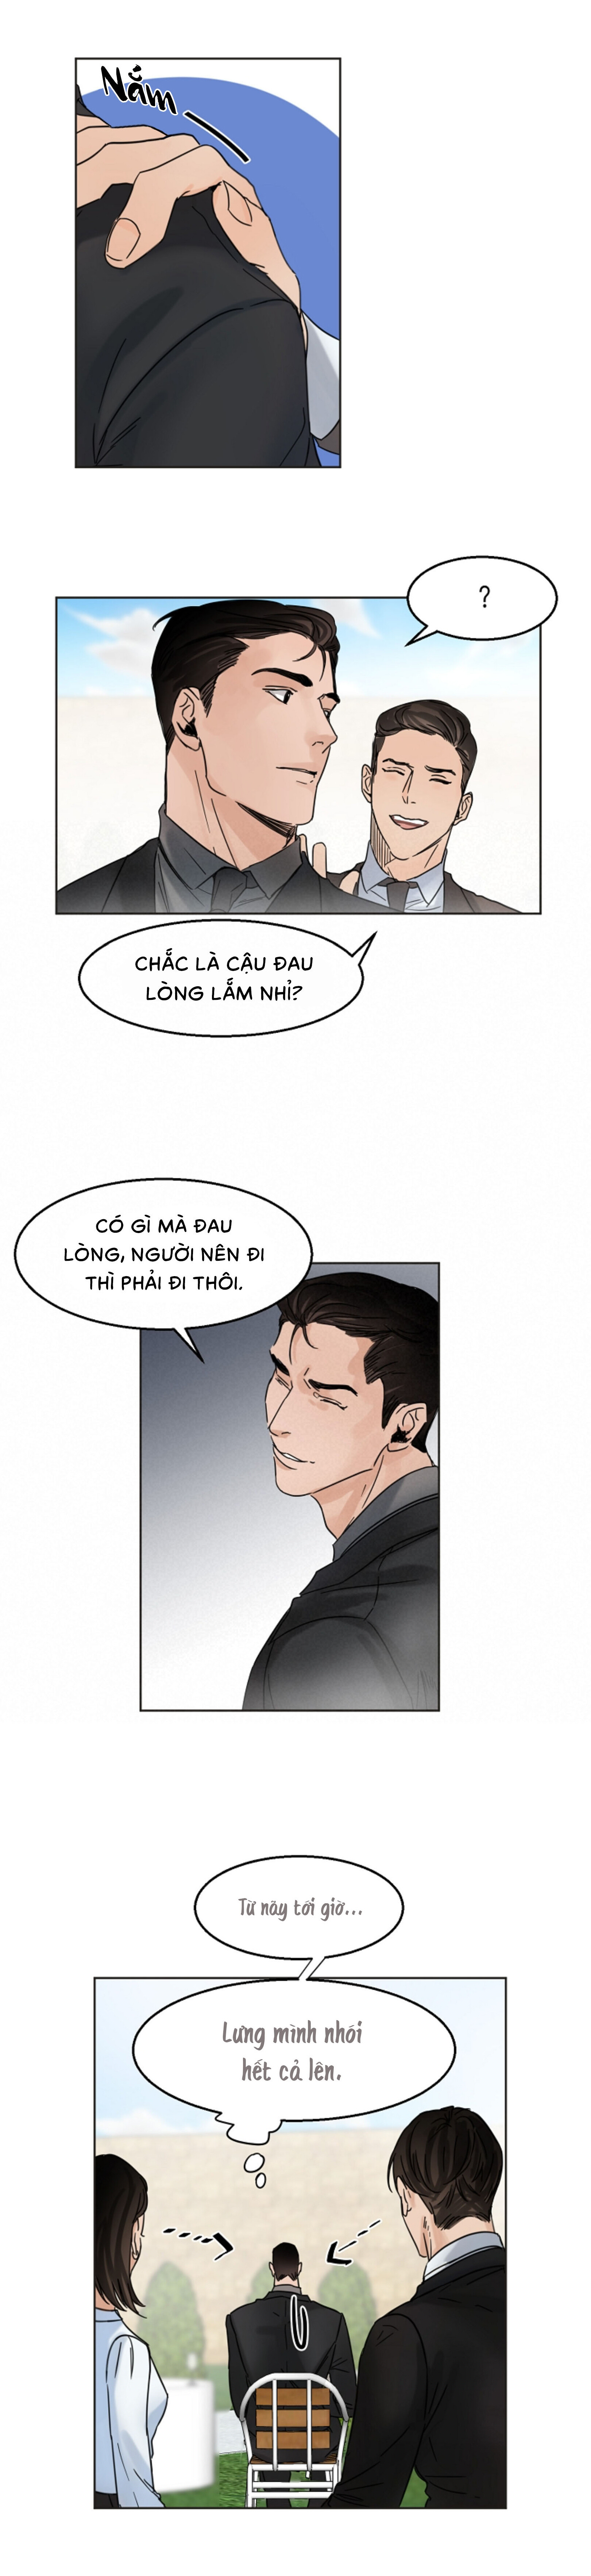 Nắm
?
CHẮC LÀ CẬU ĐAU
LÒNG LẮM NHỈ?
CÓ GÌ MÀ ĐAU
LÒNG, NGƯỜI NÊN ĐI
THÌ PHẢI ĐI THÔI.
Từ nãy tới giờ...
Lưng mình nhói
hết cả lên.